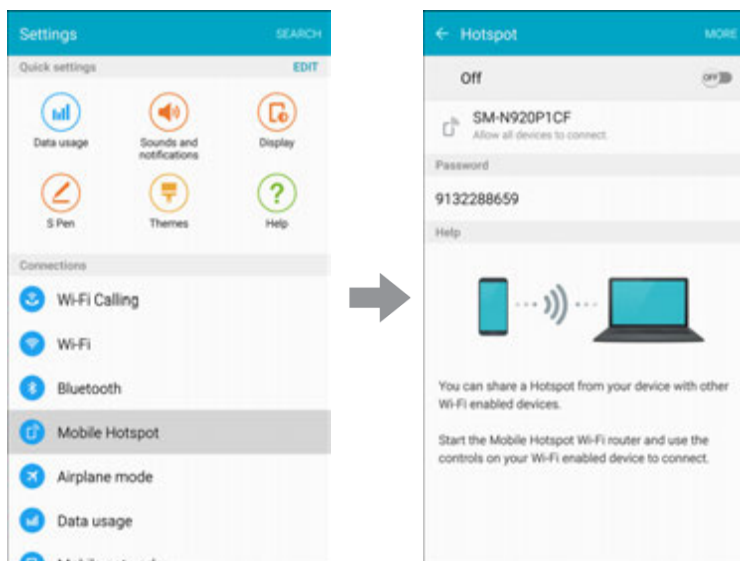 Settings
SEARCH
Quick settings
EDIT
Data usage
Sounds and
notifications
Display
S Pen
Themes
Help
Connections
Wi-Fi Calling
Wi-Fi
Bluetooth
Mobile Hotspot
Airplane mode
Data usage
Hotspot
MORE
Off
OFF
SM-N920P1CF
Allow all devices to connect.
Password
9132288659
Help
You can share a Hotspot from your device with other
Wi-Fi enabled devices.
Start the Mobile Hotspot Wi-Fi router and use the
controls on your Wi-Fi enabled device to connect.